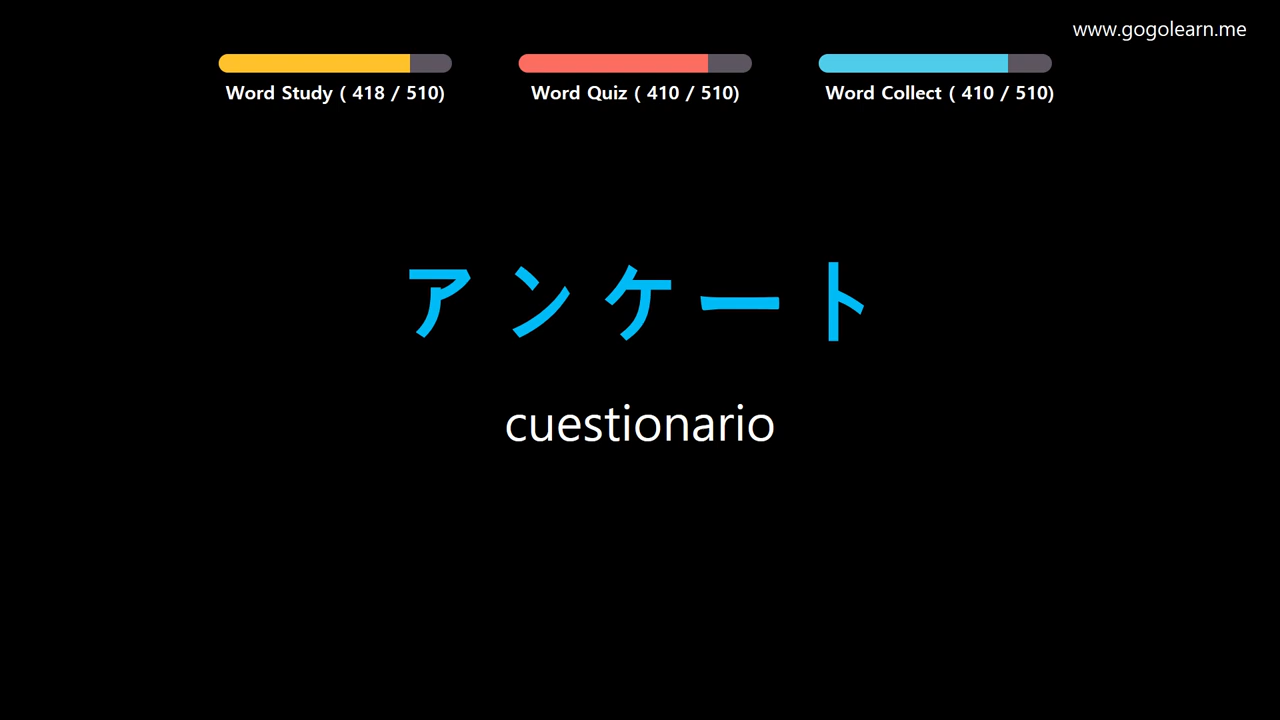 www.gogolearn.me
Word Study ( 418 / 510)
Word Quiz ( 410 / 510)
Word Collect ( 410 / 510)
アンケート
cuestionario